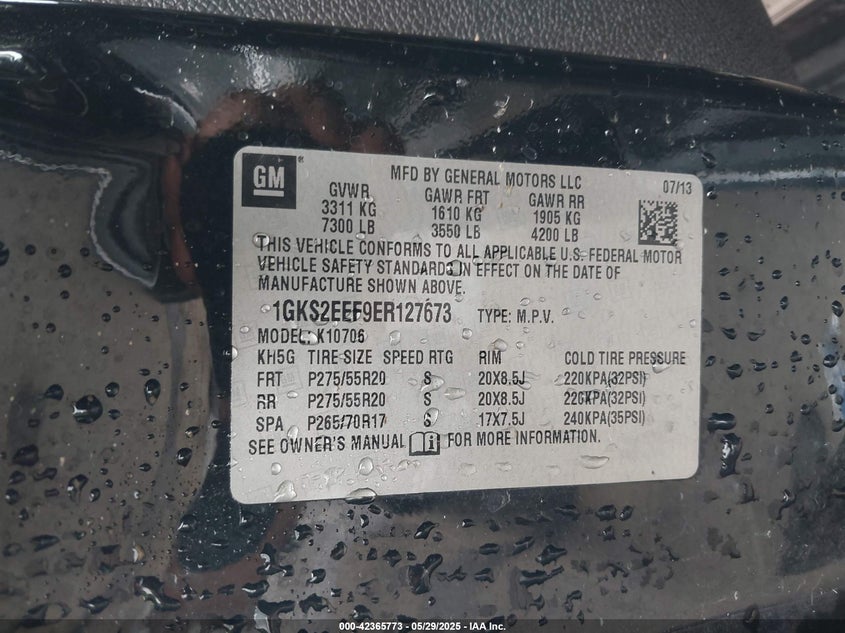 GM
MFD BY GENERAL MOTORS LLC
07/13
GVWR GAWR FRT GAWR RR
3311 KG 1610 KG 1905 KG
7300 LB 3550 LB 4200 LB
THIS VEHICLE CONFORMS TO ALL APPLICABLE U.S. FEDERAL MOTOR
VEHICLE SAFETY STANDARDS IN EFFECT ON THE DATE OF
MANUFACTURE SHOWN ABOVE.
1GKS2EEF9ER127673 TYPE: M.P.V.
MODEL: K10706
KH5G TIRE SIZE SPEED RTG RIM COLD TIRE PRESSURE
FRT P275/55R20 S 20X8.5J 220KPA(32PSI)
RR P275/55R20 S 20X8.5J 220KPA(32PSI)
SPA P265/70R17 S 17X7.5J 240KPA(35PSI)
SEE OWNER'S MANUAL FOR MORE INFORMATION.
000-42365773 - 05/29/2025 - IAA, Inc.